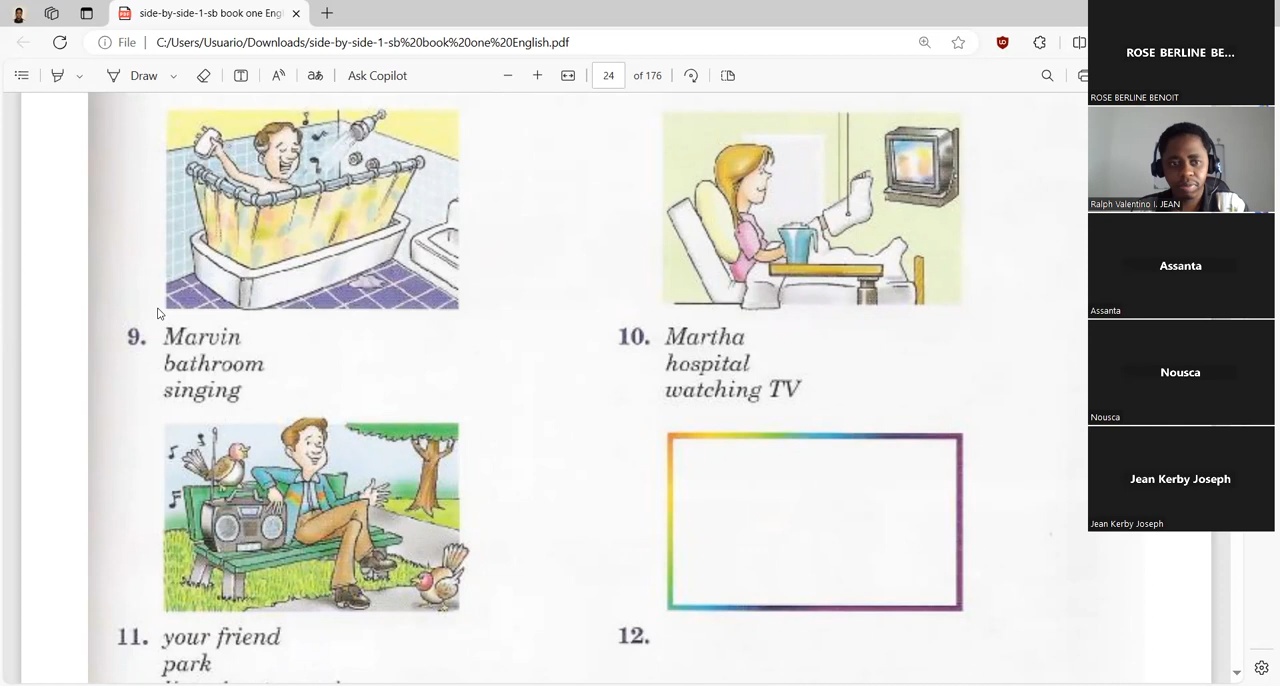 side-by-side-1-sb book one Engl
File C:/Users/Usuario/Downloads/side-by-side-1-sb%20book%20one%20English.pdf
Draw
Ask Copilot
24 of 176
9. Marvin
bathroom
singing
10. Martha
hospital
watching TV
11. your friend
park
12.
ROSE BERLINE BE...
ROSE BERLINE BENOIT
Ralph Valentino I. JEAN
Assanta
Assanta
Nousca
Nousca
Jean Kerby Joseph
Jean Kerby Joseph